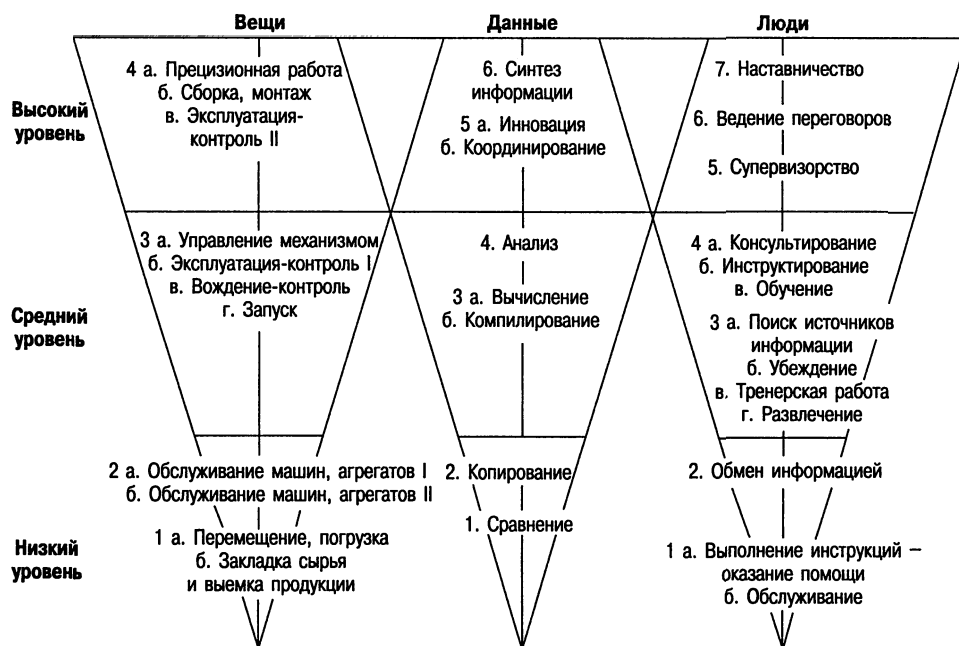 Вещи
Данные
Люди
Высокий
уровень
4 а. Прецизионная работа
б. Сборка, монтаж
в. Эксплуатация-
контроль II
6. Синтез
информации
5 а. Инновация
б. Координирование
7. Наставничество
6. Ведение переговоров
5. Супервизорство
Средний
уровень
3 а. Управление механизмом
б. Эксплуатация-контроль I
в. Вождение-контроль
г. Запуск
4. Анализ
3 а. Вычисление
б. Компилирование
4 а. Консультирование
б. Инструктирование
в. Обучение
3 а. Поиск источников
информации
б. Убеждение
в. Тренерская работа
г. Развлечение
Низкий
уровень
2 а. Обслуживание машин, агрегатов I
б. Обслуживание машин, агрегатов II
1 а. Перемещение, погрузка
б. Закладка сырья
и выемка продукции
2. Копирование
1. Сравнение
2. Обмен информацией
1 а. Выполнение инструкций –
оказание помощи
б. Обслуживание